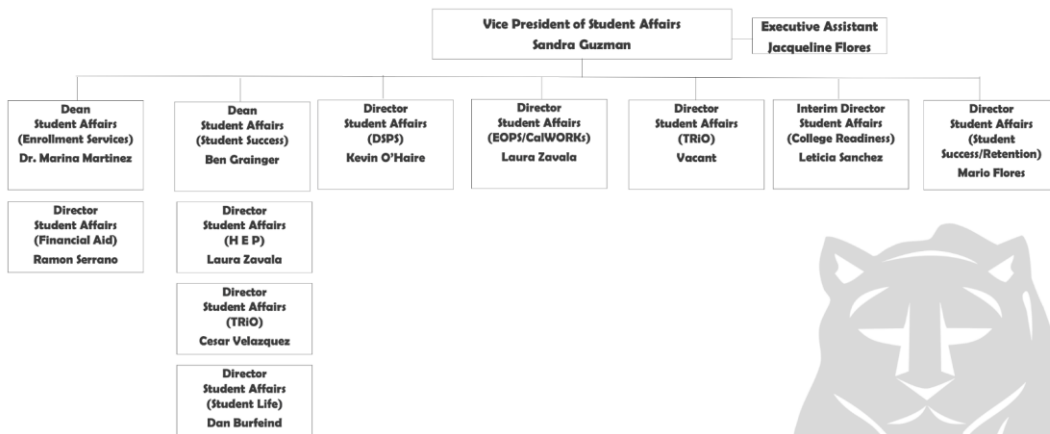 Vice President of Student Affairs
Sandra Guzman
Executive Assistant
Jacqueline Flores
Dean
Student Affairs
(Enrollment Services)
Dr. Marina Martinez
Dean
Student Affairs
(Student Success)
Ben Grainger
Director
Student Affairs
(DSPS)
Kevin O'Haire
Director
Student Affairs
(EOPS/CalWORKs)
Laura Zavala
Director
Student Affairs
(TRiO)
Vacant
Interim Director
Student Affairs
(College Readiness)
Leticia Sanchez
Director
Student Affairs
(Student
Success/Retention)
Mario Flores
Director
Student Affairs
(Financial Aid)
Ramon Serrano
Director
Student Affairs
(H E P)
Laura Zavala
Director
Student Affairs
(TRiO)
Cesar Velazquez
Director
Student Affairs
(Student Life)
Dan Burfeind